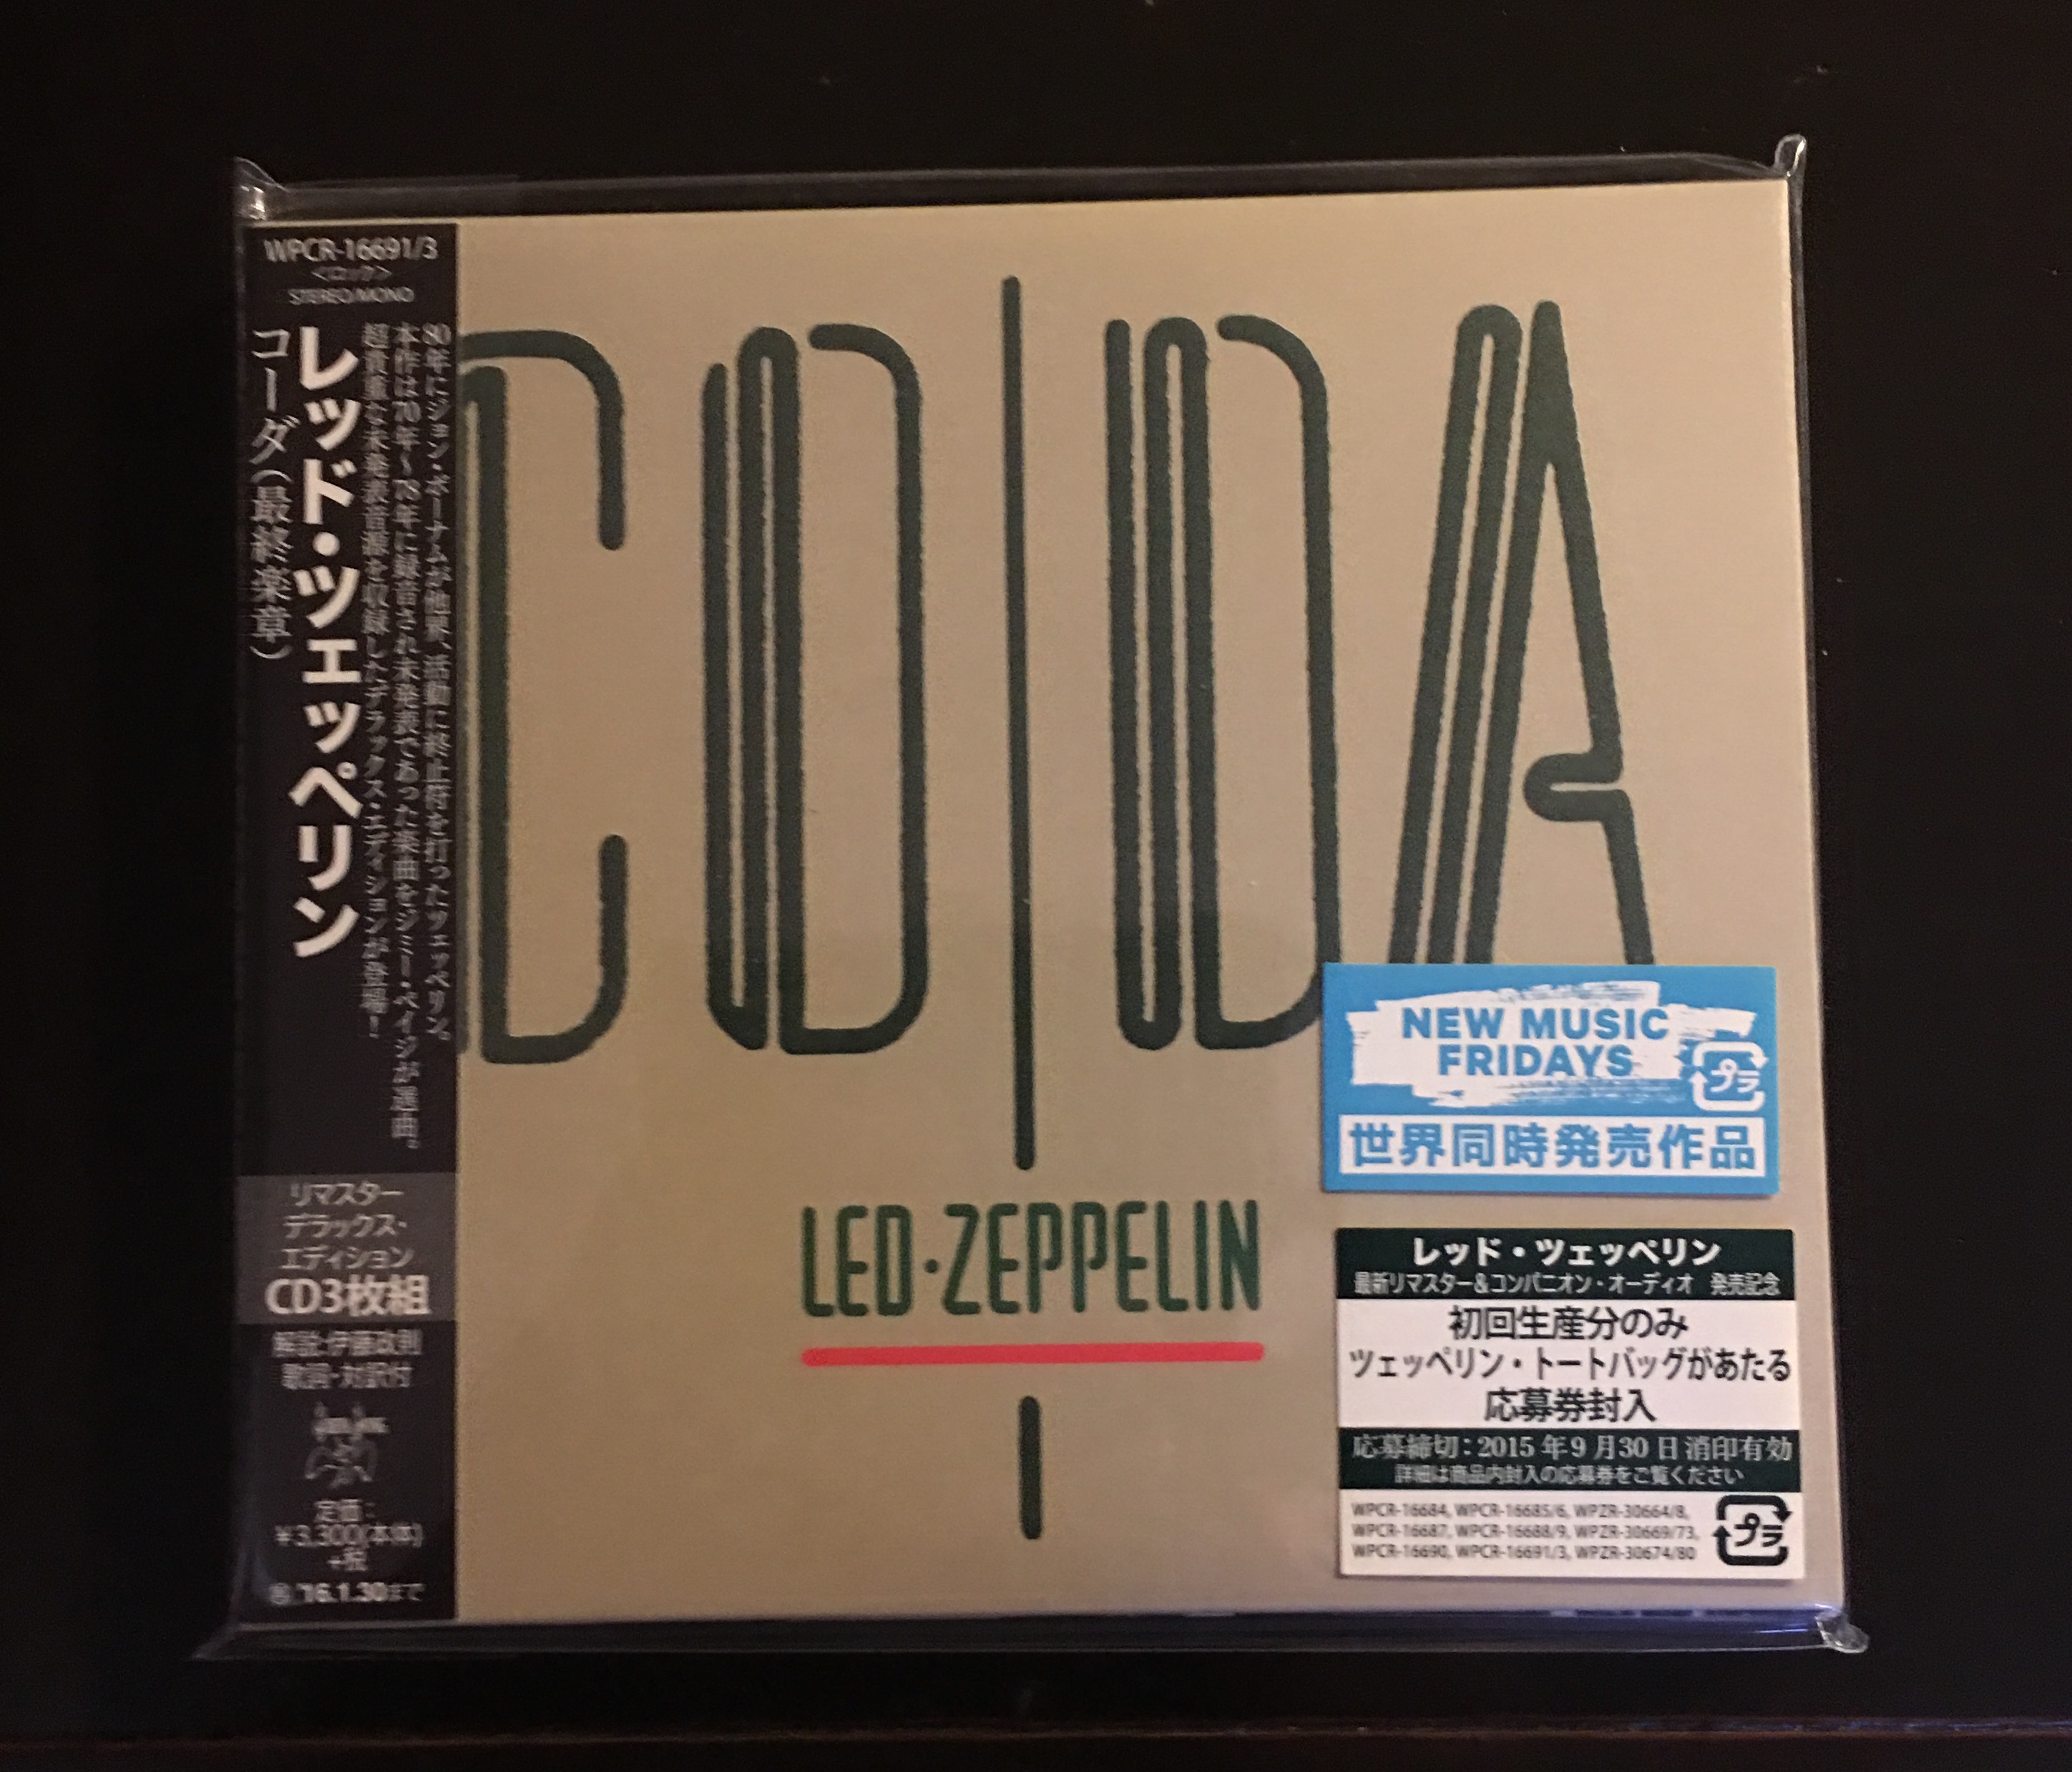 WPCR-16691/3
<ロック>
STEREO/MONO
80年にジョン・ボーナムが他界、活動に終止符を打ったツェッペリン。
本作は70年〜78年に録音され未発表であった楽曲をジミー・ペイジが選曲。
超貴重な未発表音源を収録したデラックス・エディションが登場！
レッド・ツェッペリン
コーダ（最終楽章）
リマスター
デラックス・
エディション
CD3枚組
解説:伊藤政則
歌詞・対訳付
定価：
¥3,300(本体)
+税
'16.1.30まで
CODA
LED·ZEPPELIN
NEW MUSIC
FRIDAYS
プラ
世界同時発売作品
レッド・ツェッペリン
最新リマスター&コンパニオン・オーディオ 発売記念
初回生産分のみ
ツェッペリン・トートバッグがあたる
応募券封入
応募締切：2015年9月30日消印有効
詳細は商品内封入の応募券をご覧ください
WPCR-16684, WPCR-16685/6, WPZR-30664/8,
WPCR-16687, WPCR-16688/9, WPZR-30669/73,
WPCR-16690, WPCR-16691/3, WPZR-30674/80
プラ